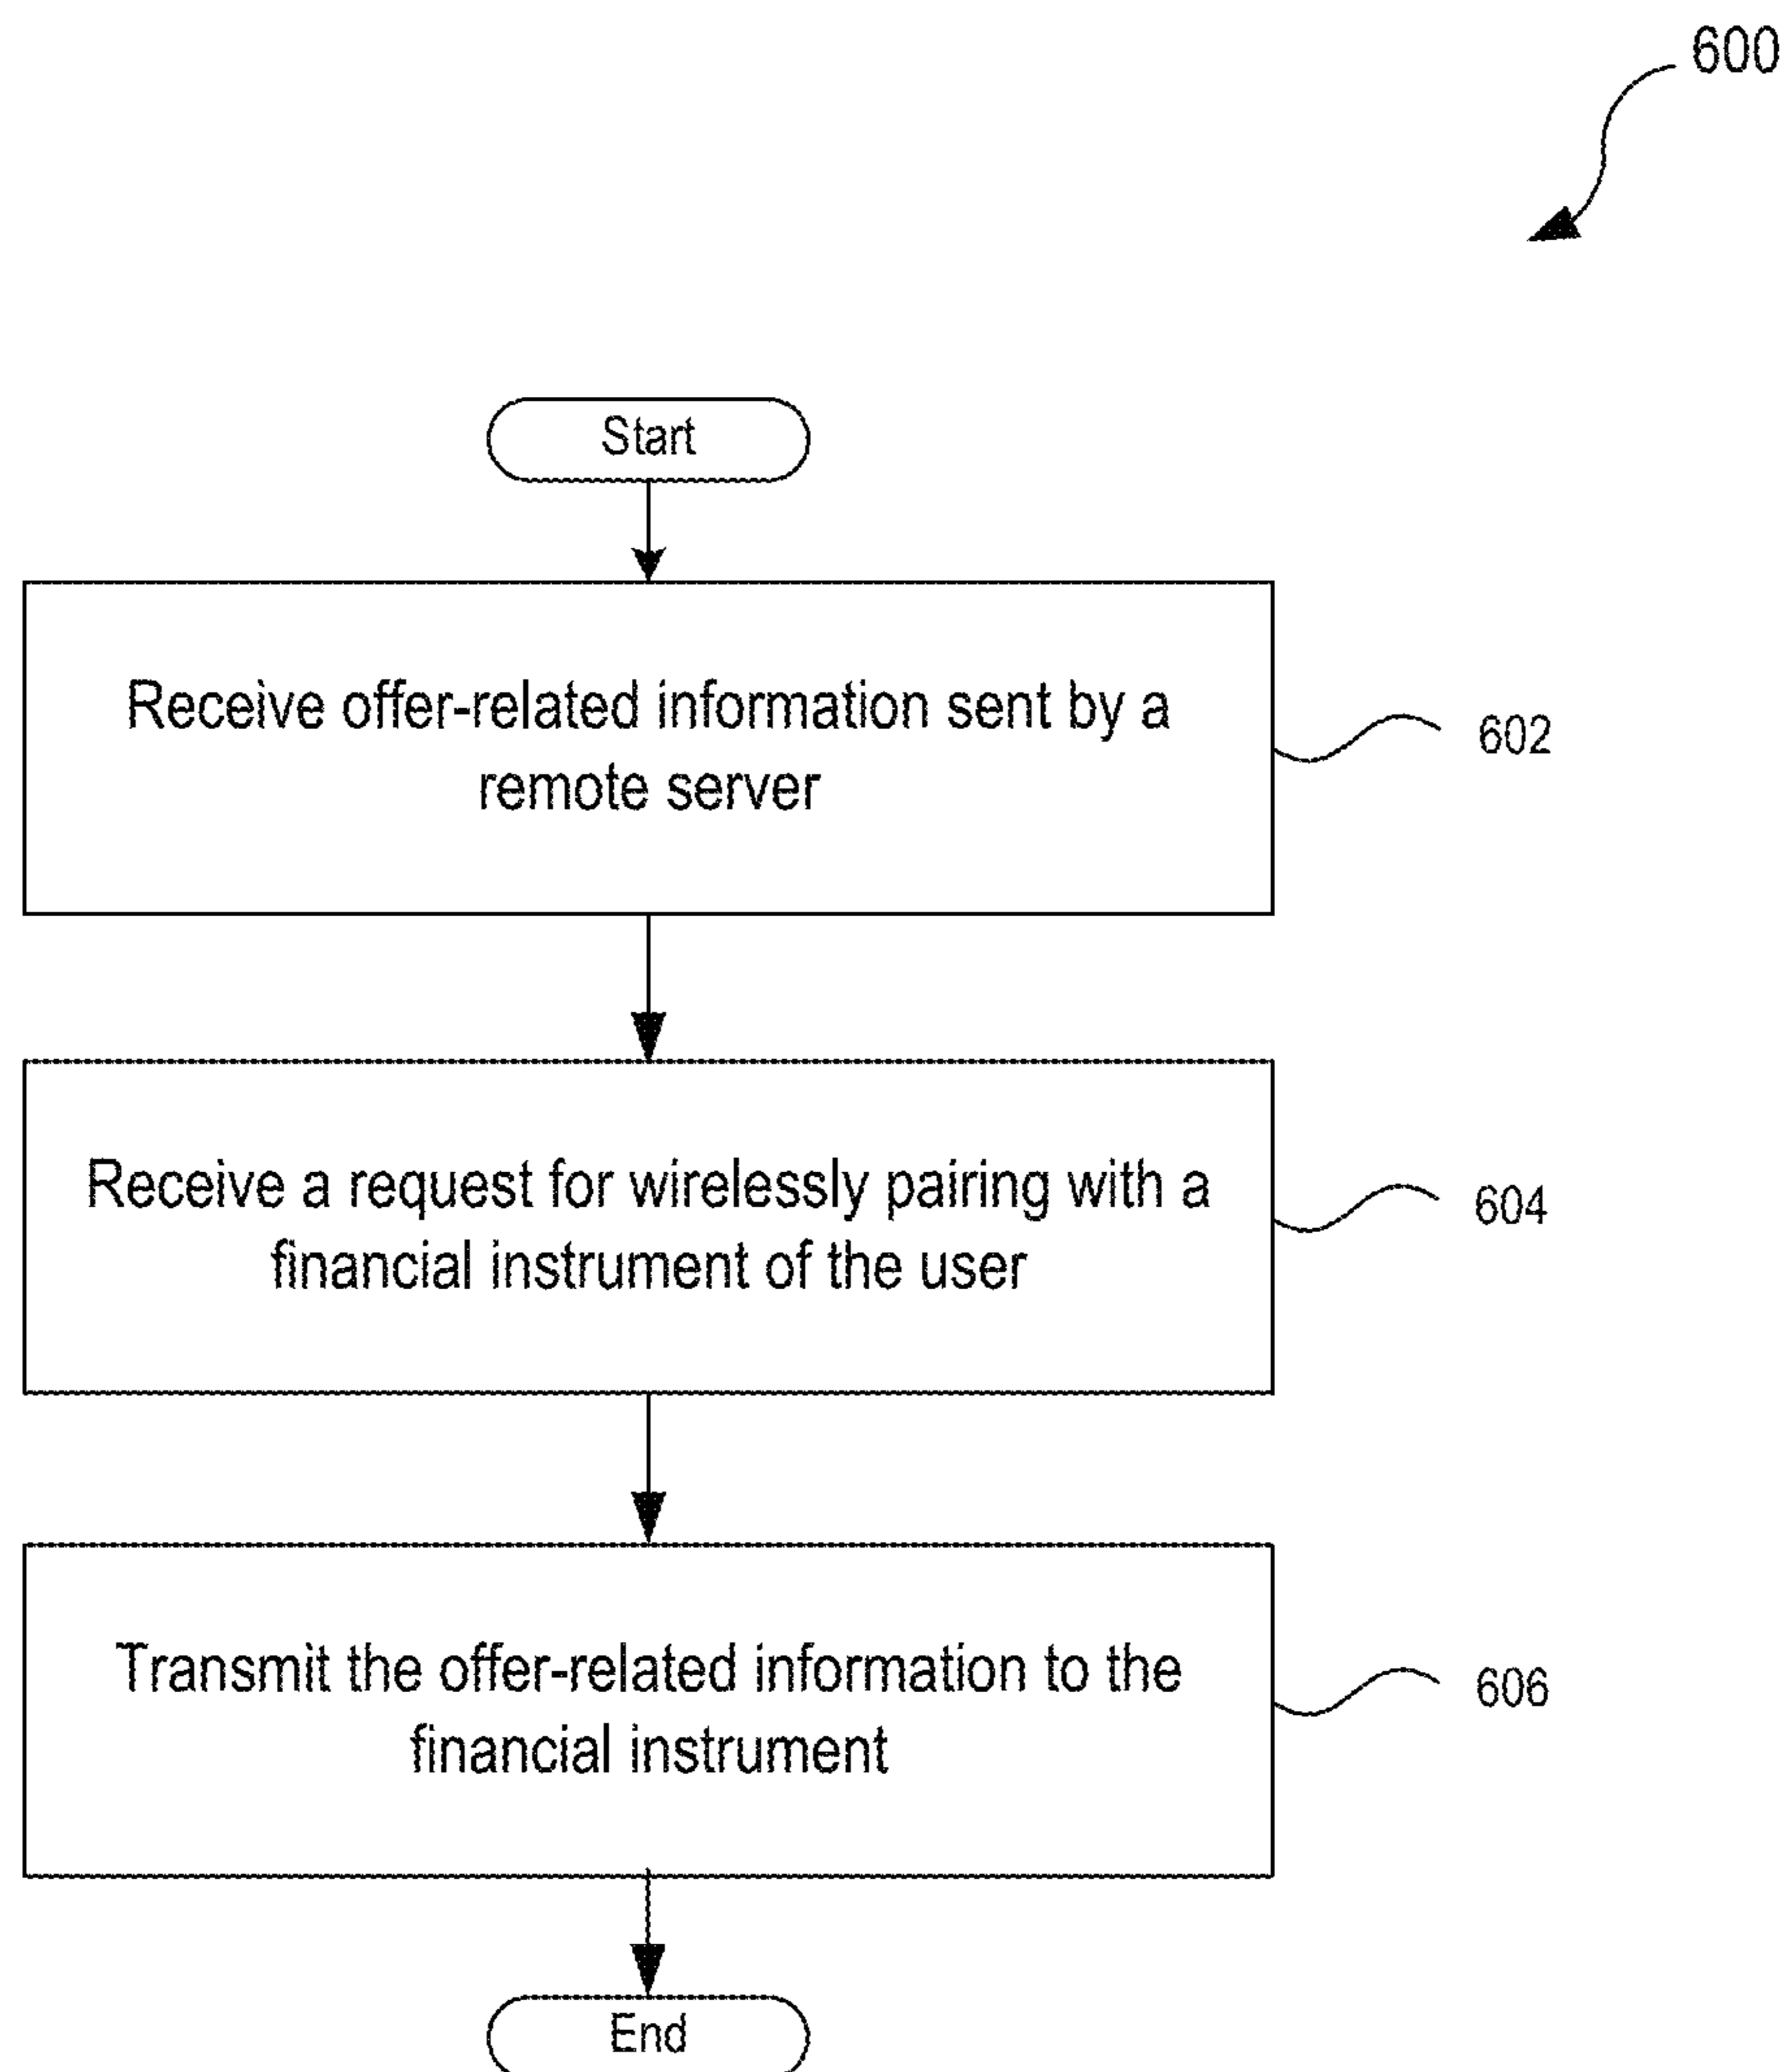 600
Start
Receive offer-related information sent by a
remote server
602
Receive a request for wirelessly pairing with a
financial instrument of the user
604
Transmit the offer-related information to the
financial instrument
606
End